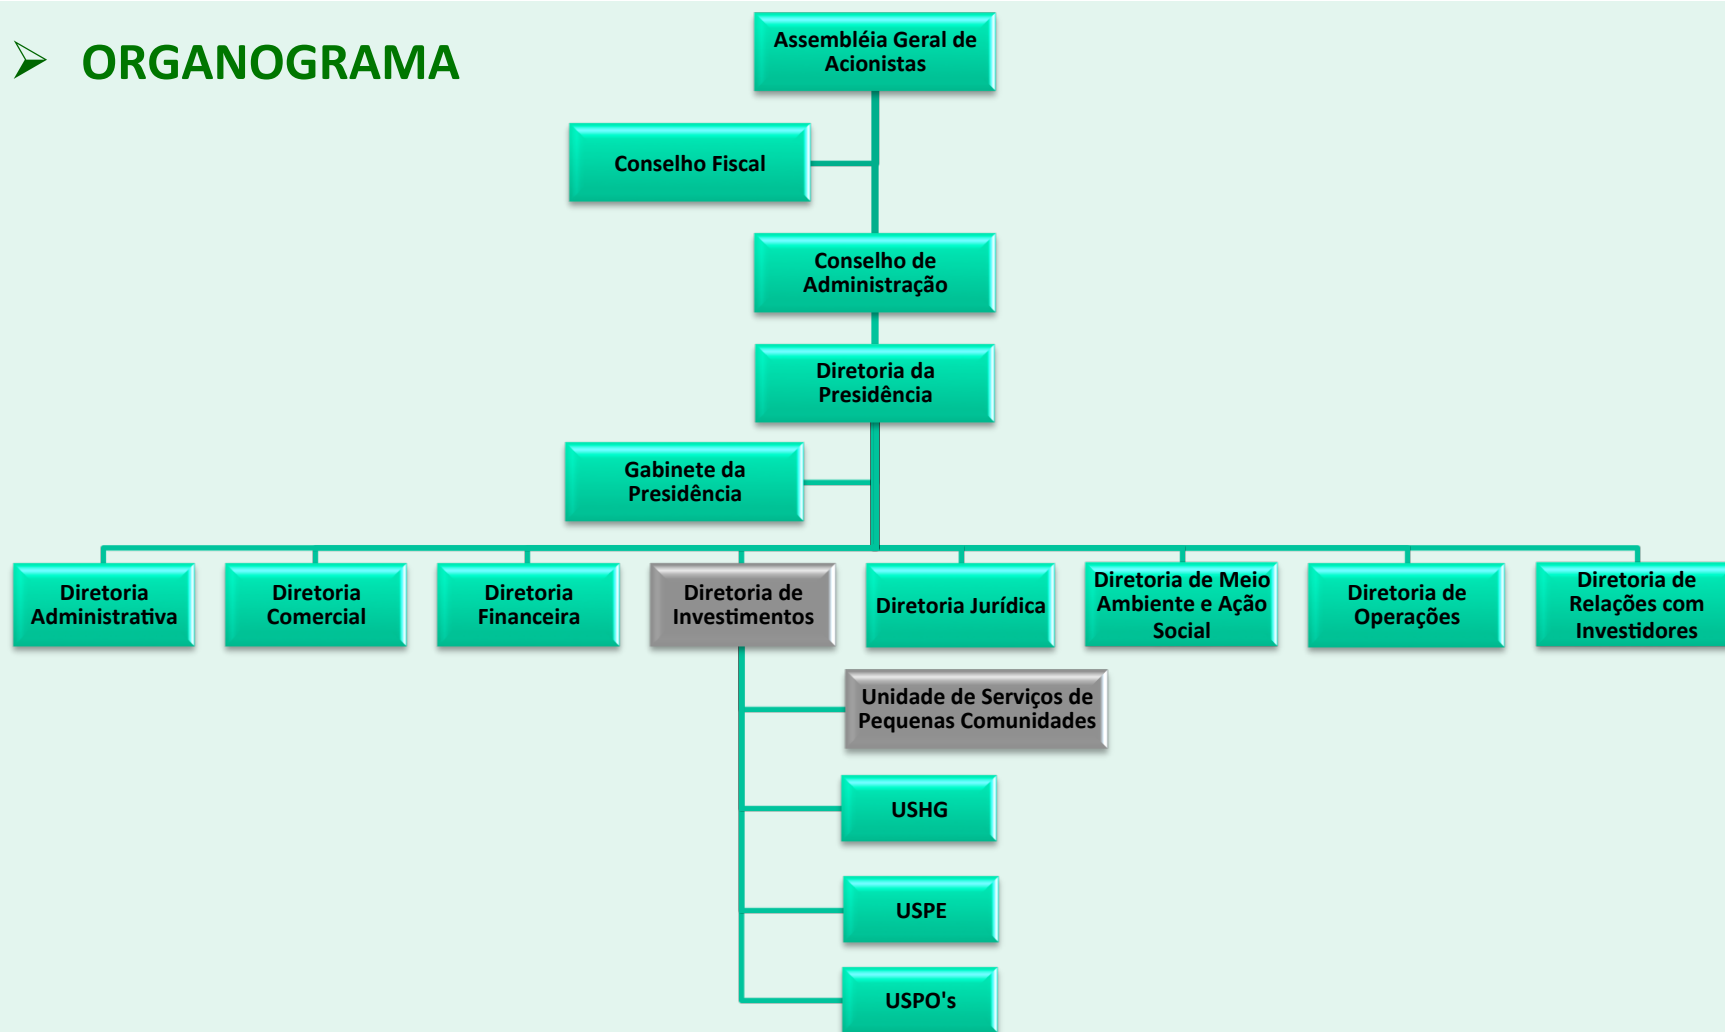 ➢ ORGANOGRAMA
Assembléia Geral de
Acionistas
Conselho Fiscal
Conselho de
Administração
Diretoria da
Presidência
Gabinete da
Presidência
Diretoria
Administrativa
Diretoria
Comercial
Diretoria
Financeira
Diretoria de
Investimentos
Diretoria Jurídica
Diretoria de Meio
Ambiente e Ação
Social
Diretoria de
Operações
Diretoria de
Relações com
Investidores
Unidade de Serviços de
Pequenas Comunidades
USHG
USPE
USPO's